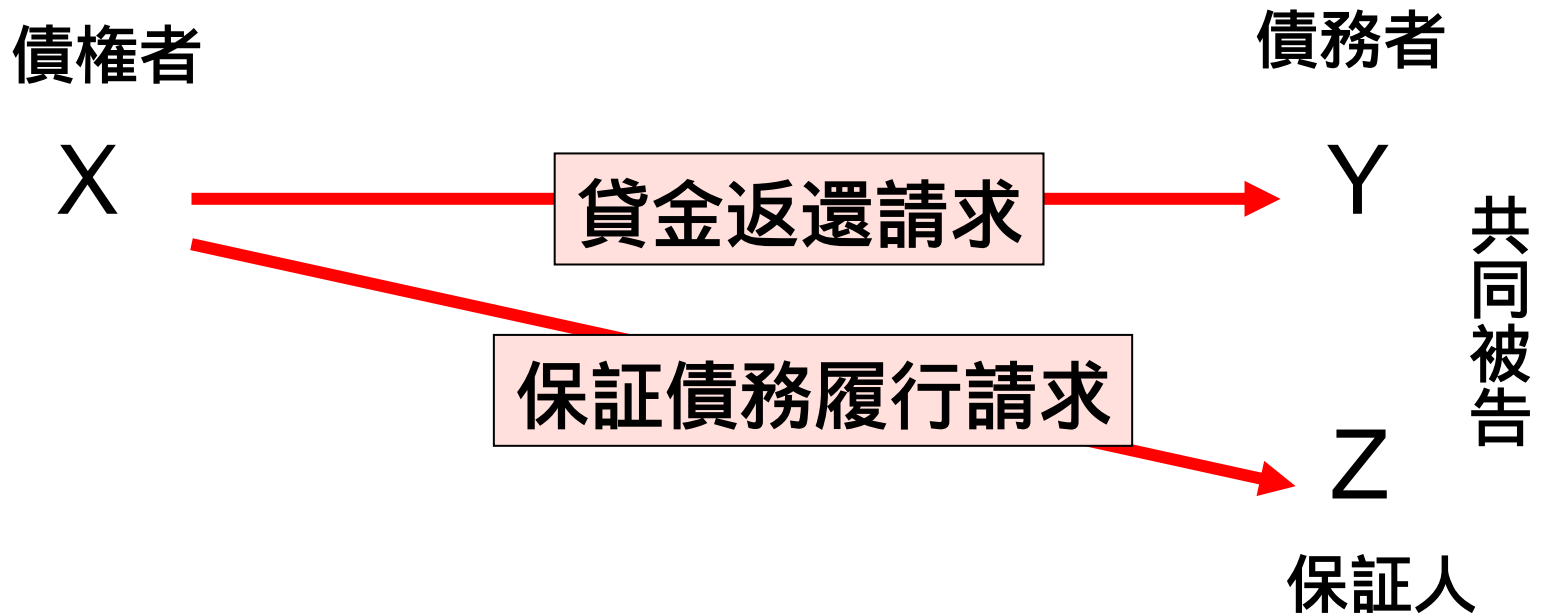 債権者
債務者
X
貸金返還請求
Y
共同被告
保証債務履行請求
Z
保証人